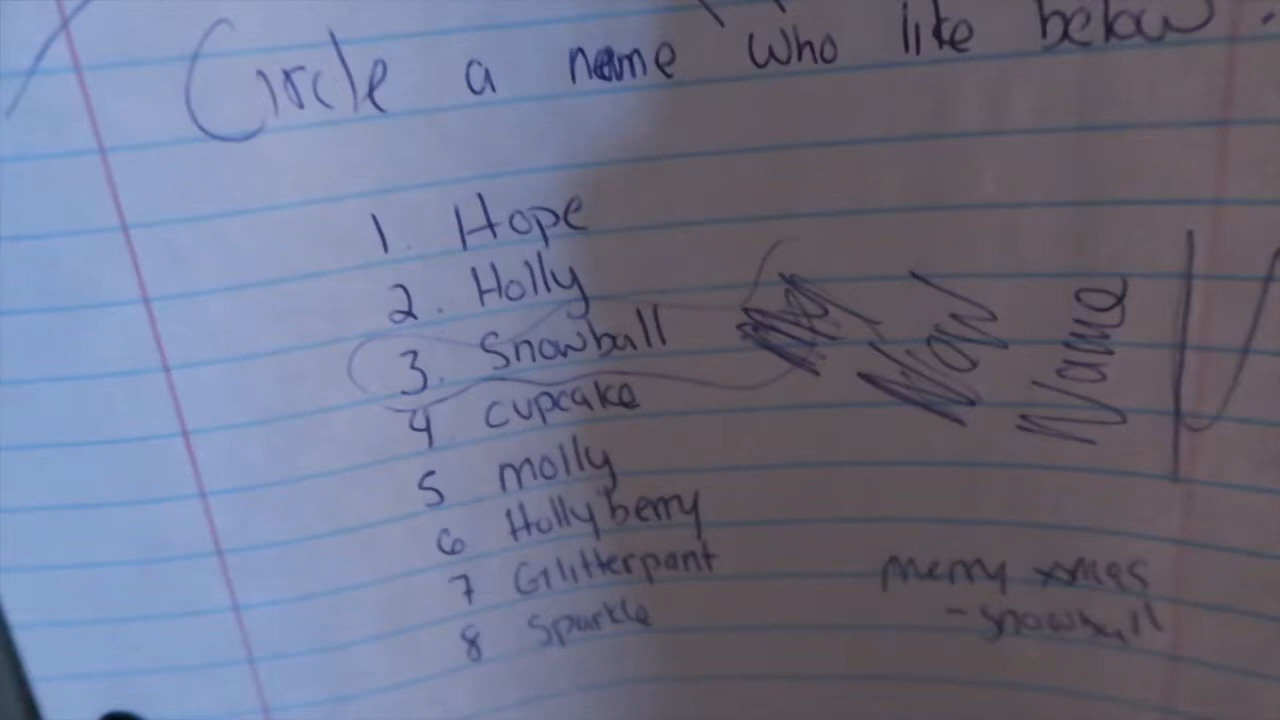 Circle a name who like below.
1. Hope
2. Holly
3. Snowball
4 cupcake
5 molly
6 Hollyberry
7 Glitterpant
8 Sparkle
My
New
Name
merry xmas
- snowball